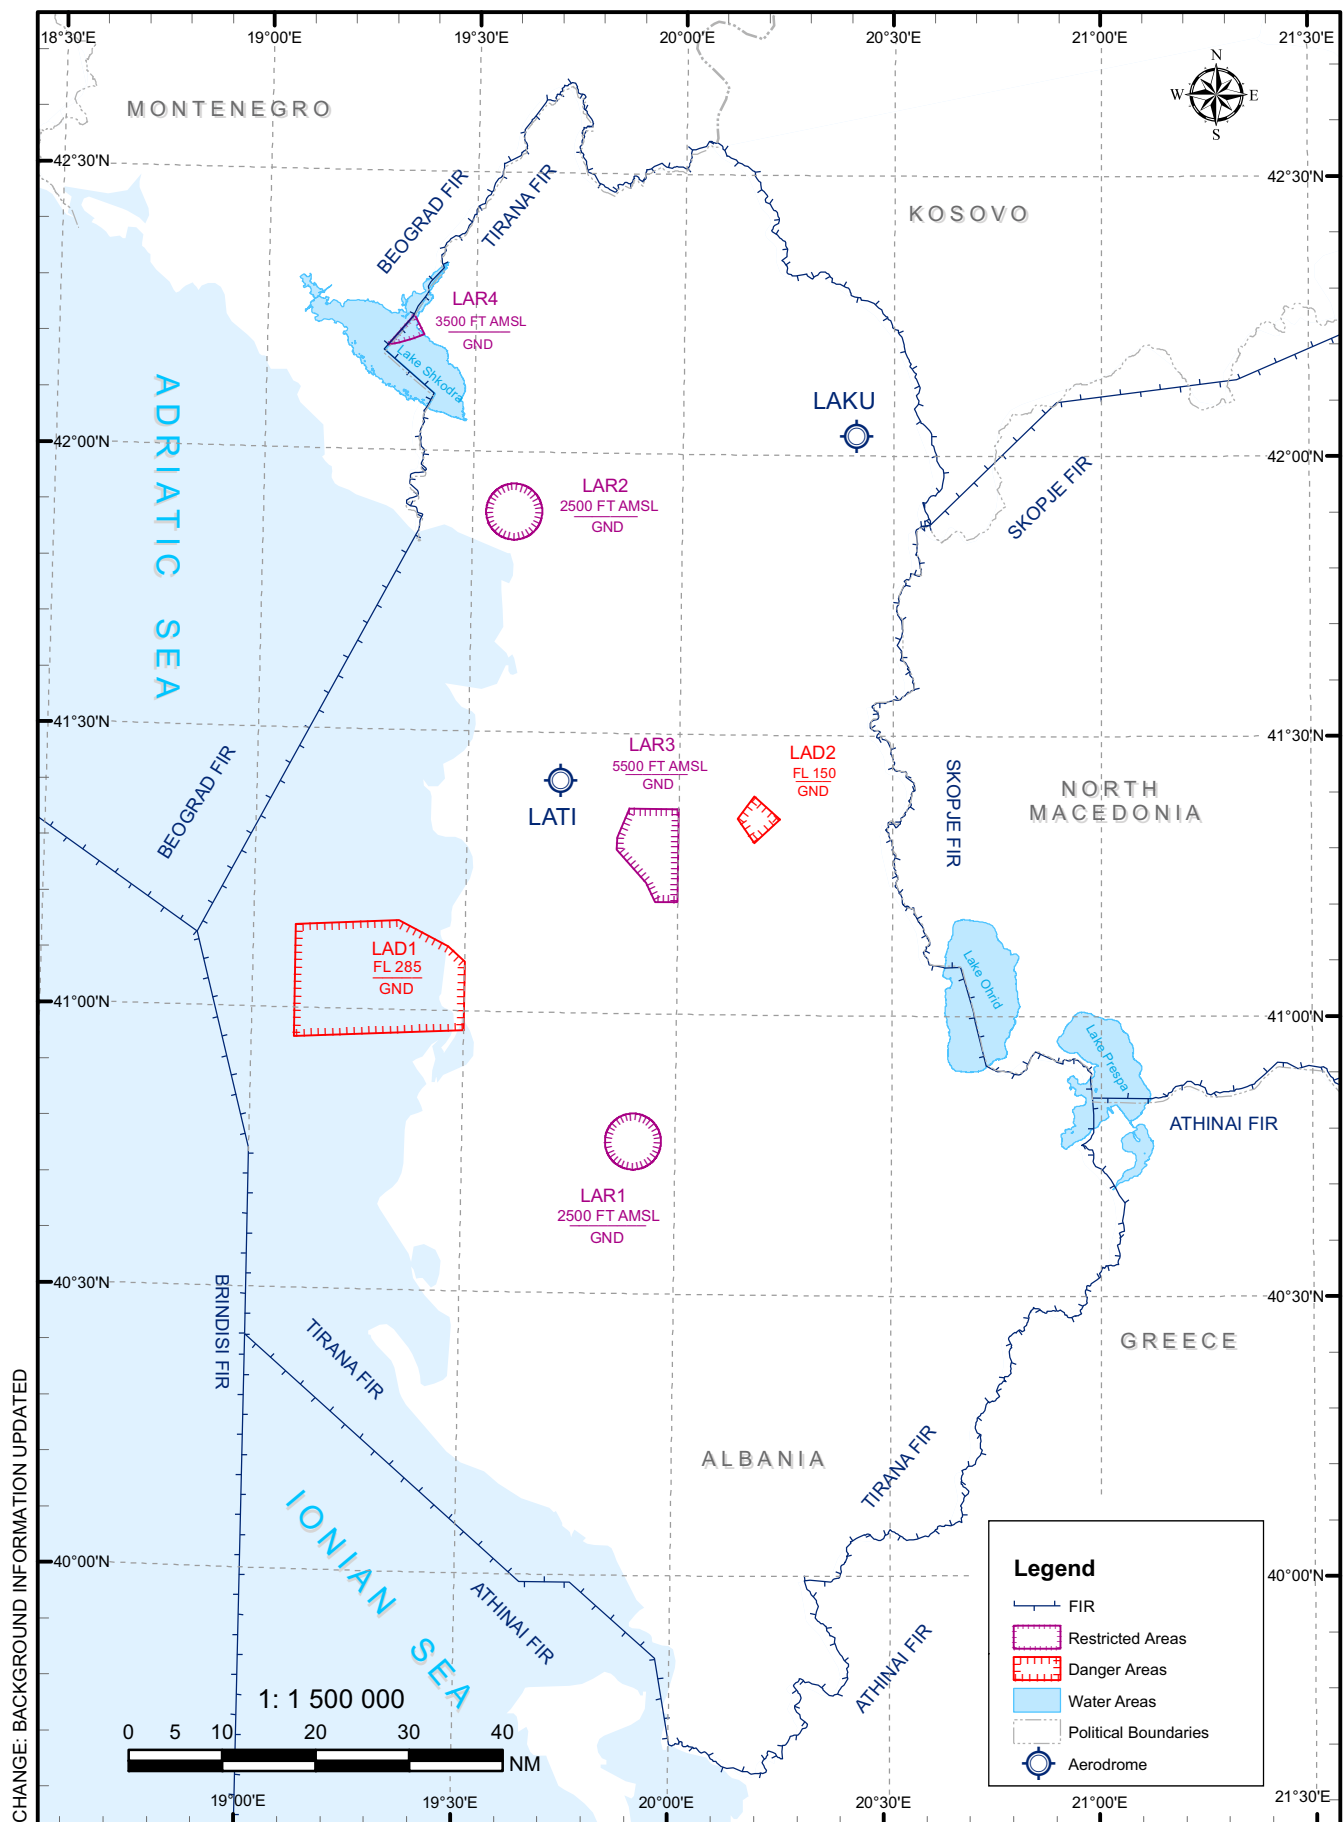 18°30'E
19°00'E
19°30'E
20°00'E
20°30'E
21°00'E
21°30'E
MONTENEGRO
N
W
E
S
42°30'N
42°30'N
BEOGRAD FIR
TIRANA FIR
KOSOVO
LAR4
3500 FT AMSL
GND
Lake Shkodra
ADRIATIC SEA
LAKU
42°00'N
42°00'N
SKOPJE FIR
LAR2
2500 FT AMSL
GND
41°30'N
41°30'N
BEOGRAD FIR
LAR3
5500 FT AMSL
GND
LAD2
FL 150
GND
SKOPJE FIR
NORTH
MACEDONIA
LATI
LAD1
FL 285
GND
Lake Ohrid
41°00'N
41°00'N
Lake Prespa
ATHINAI FIR
LAR1
2500 FT AMSL
GND
40°30'N
40°30'N
BRINDISI FIR
TIRANA FIR
GREECE
ALBANIA
TIRANA FIR
IONIAN SEA
40°00'N
40°00'N
ATHINAI FIR
ATHINAI FIR
Legend
FIR
Restricted Areas
Danger Areas
Water Areas
Political Boundaries
Aerodrome
1: 1 500 000
0 5 10 20 30 40
NM
19°00'E
19°30'E
20°00'E
20°30'E
21°00'E
21°30'E
CHANGE: BACKGROUND INFORMATION UPDATED